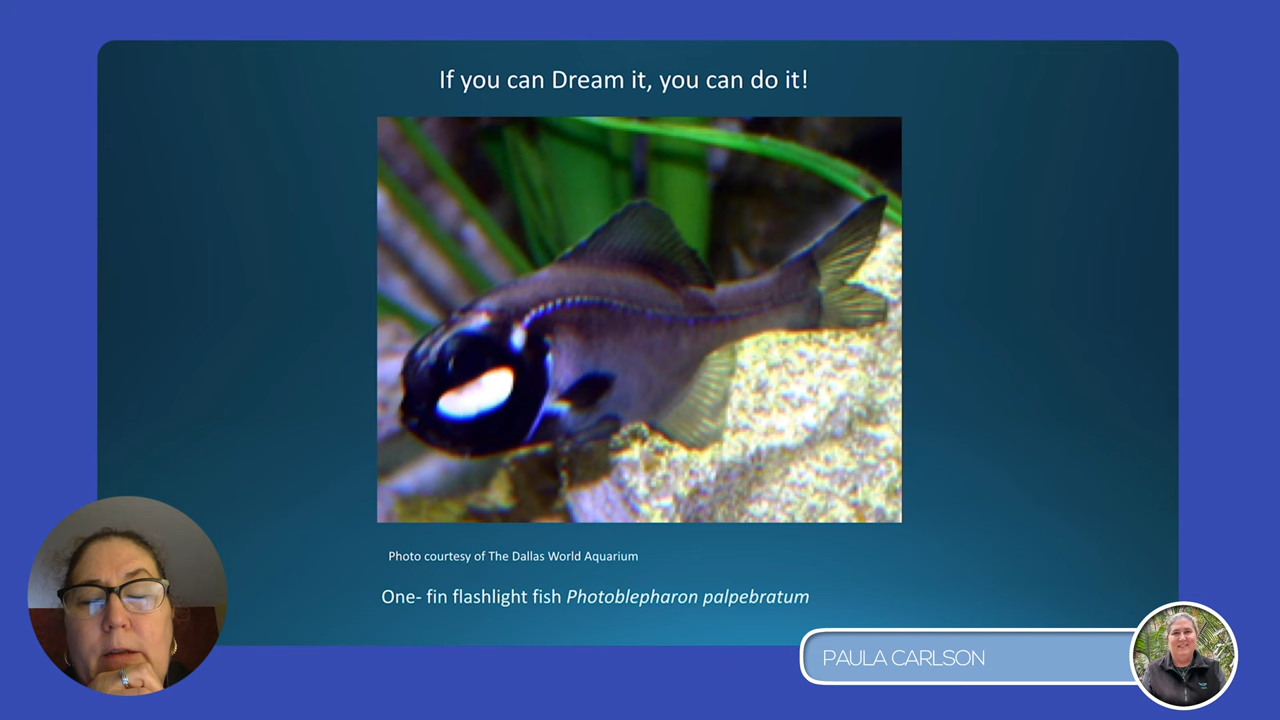 If you can Dream it, you can do it!
Photo courtesy of The Dallas World Aquarium
One- fin flashlight fish Photoblepharon palpebratum
PAULA CARLSON